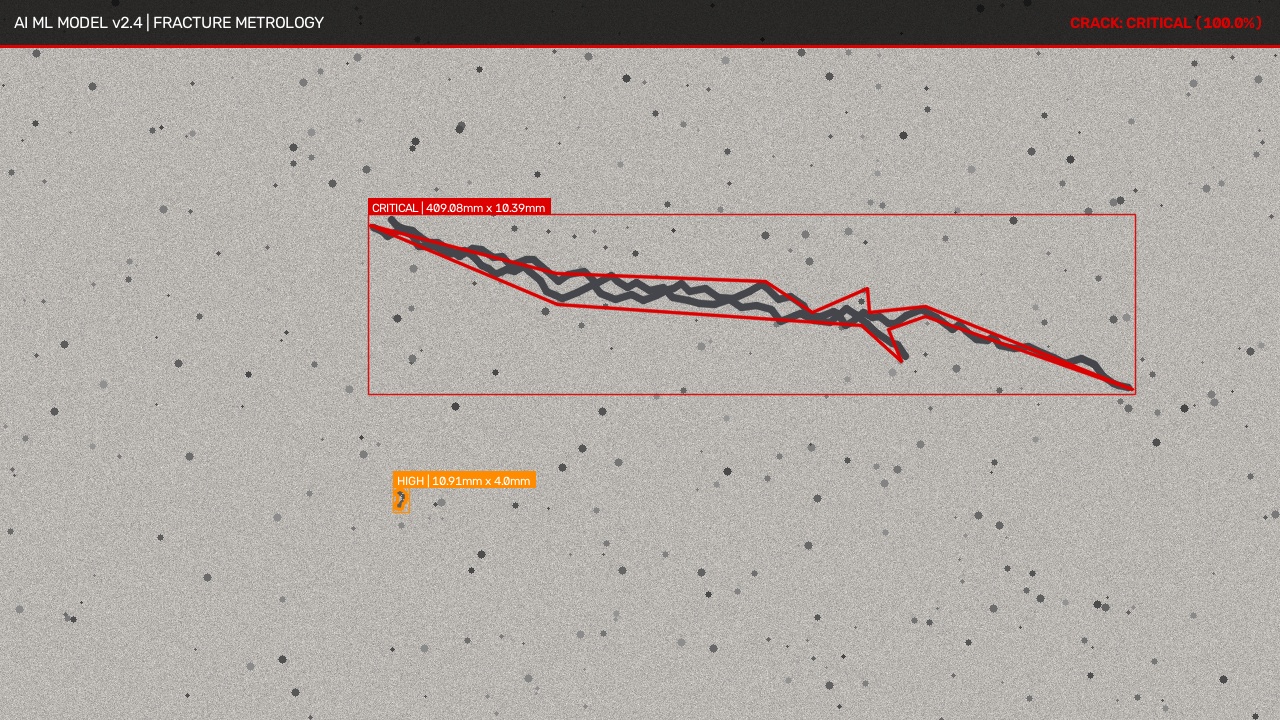 AI ML MODEL v2.4 | FRACTURE METROLOGY
CRACK: CRITICAL (100.0%)
CRITICAL | 409.08mm x 10.39mm
HIGH | 10.91mm x 4.0mm